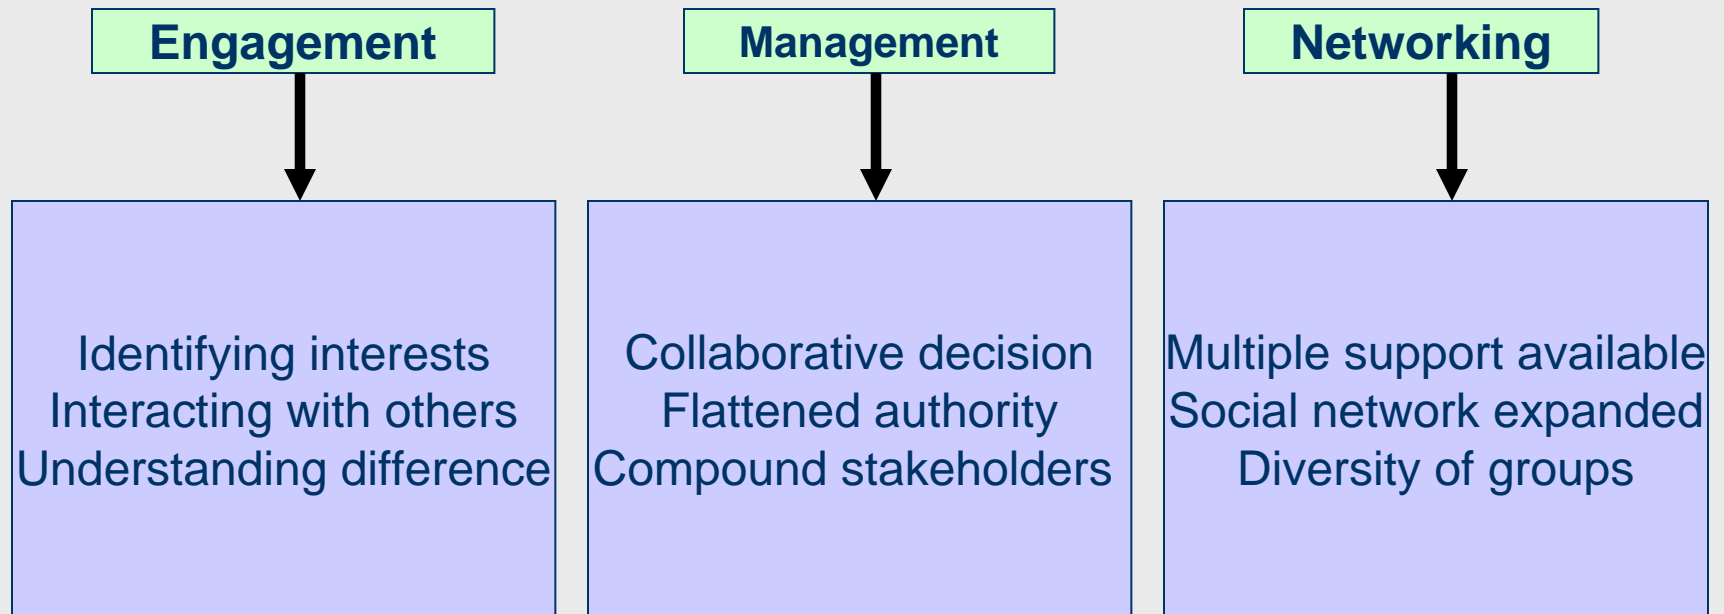 Engagement
Identifying interests
Interacting with others
Understanding difference
Management
Collaborative decision
Flattened authority
Compound stakeholders
Networking
Multiple support available
Social network expanded
Diversity of groups